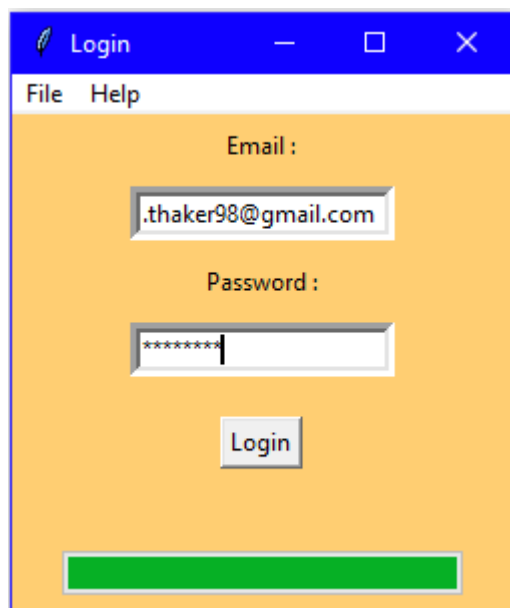 Login
File Help
Email :
.thaker98@gmail.com
Password :
********
Login